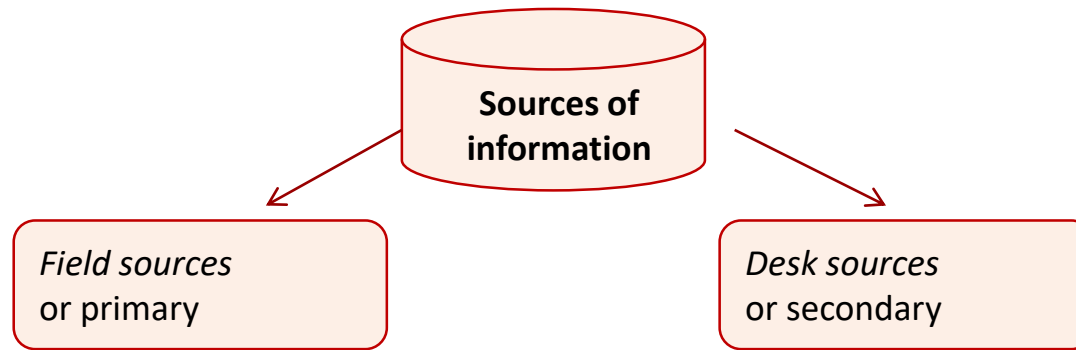 Sources of
information
Field sources
or primary
Desk sources
or secondary